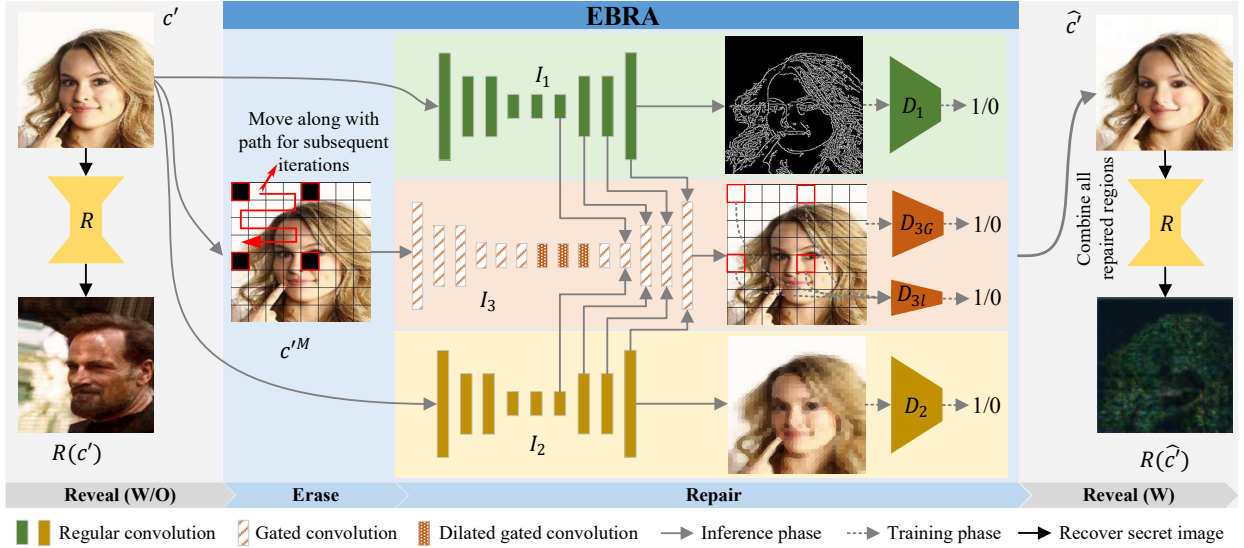 EBRA
c′
I₁
D₁
1/0
Move along with
path for subsequent
iterations
R
R(c′)
c′ᴹ
I₃
D₃G
1/0
D₃l
1/0
I₂
D₂
1/0
Combine all
repaired regions
ĉ′
R
R(ĉ′)
Reveal (W/O)
Erase
Repair
Reveal (W)
Regular convolution
Gated convolution
Dilated gated convolution
Inference phase
Training phase
Recover secret image